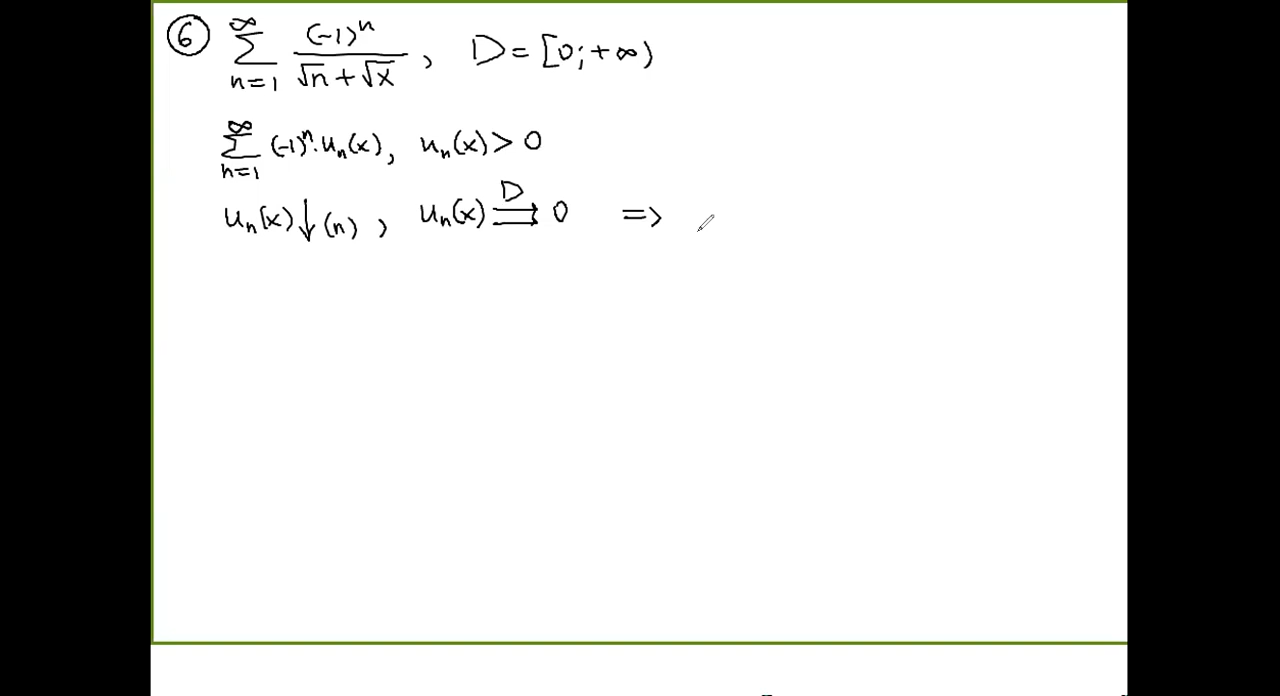 ⑥ ∑_{n=1}^{∞} (-1)^n / (√n + √x), D = [0; +∞)
∑_{n=1}^{∞} (-1)^n · u_n(x), u_n(x) > 0
u_n(x) ↓ (n), u_n(x) ⇉^D 0 =>